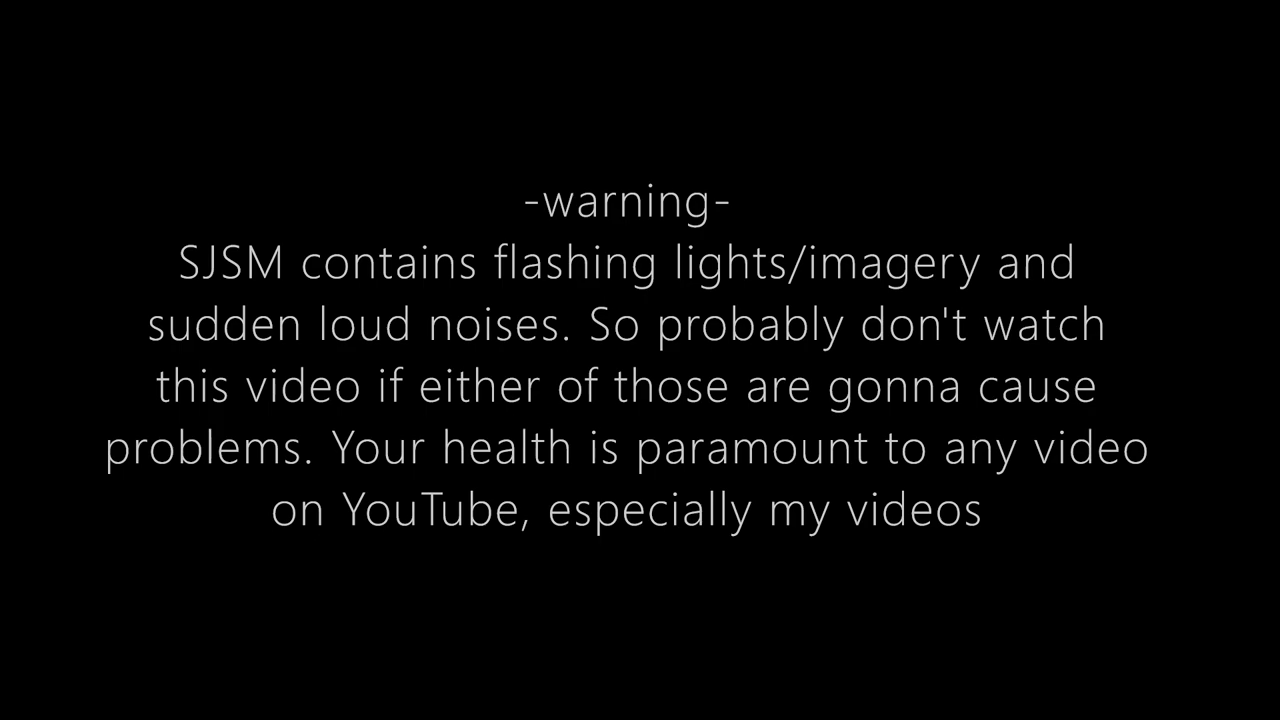 -warning-
SJSM contains flashing lights/imagery and
sudden loud noises. So probably don't watch
this video if either of those are gonna cause
problems. Your health is paramount to any video
on YouTube, especially my videos